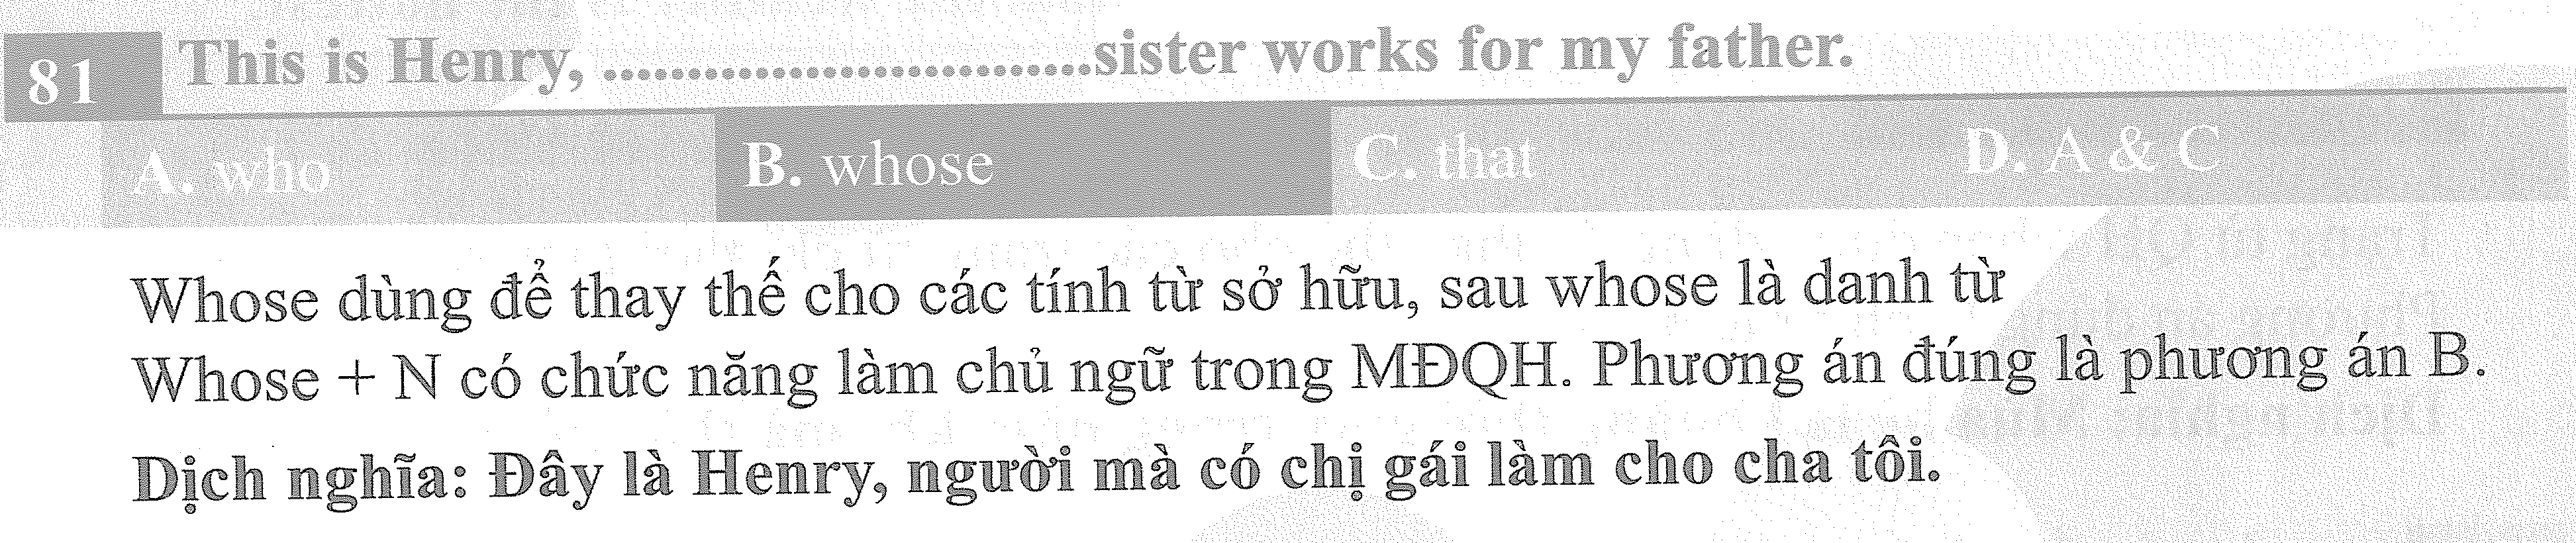 81 This is Henry, ..............................sister works for my father.
A. who B. whose C. that D. A & C
Whose dùng để thay thế cho các tính từ sở hữu, sau whose là danh từ
Whose + N có chức năng làm chủ ngữ trong MĐQH. Phương án đúng là phương án B.
Dịch nghĩa: Đây là Henry, người mà có chị gái làm cho cha tôi.